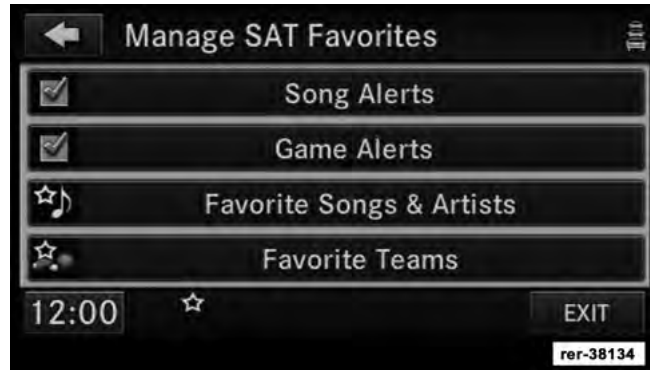 Manage SAT Favorites
Song Alerts
Game Alerts
Favorite Songs & Artists
Favorite Teams
12:00
EXIT
rer-38134